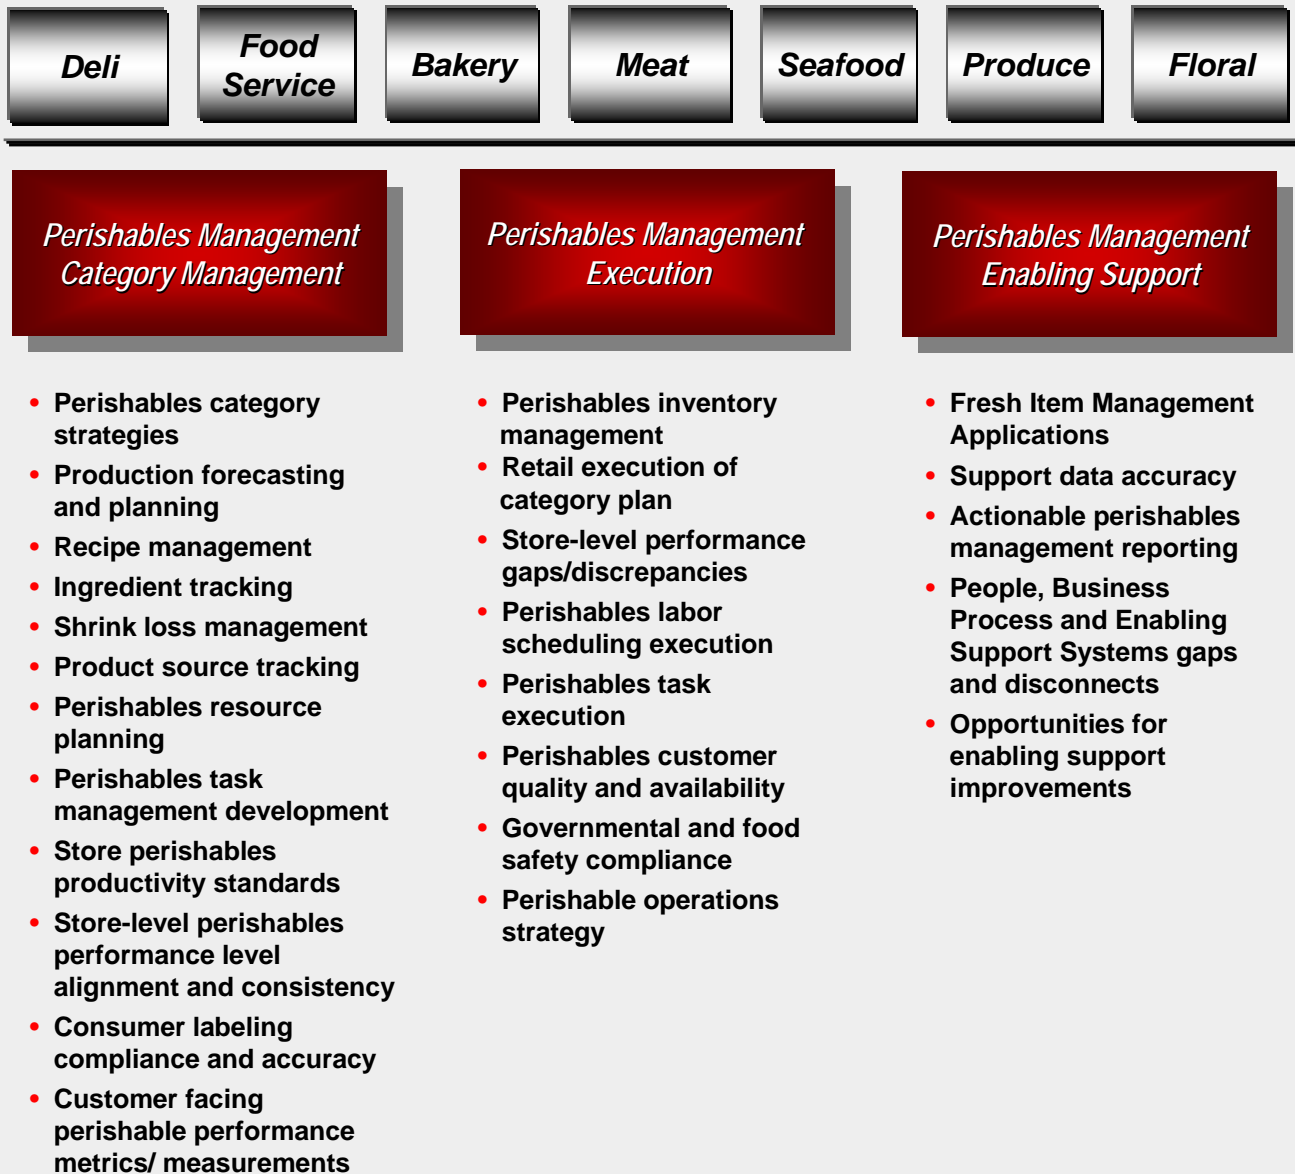 Deli
Food
Service
Bakery
Meat
Seafood
Produce
Floral
Perishables Management
Category Management
• Perishables category
strategies
• Production forecasting
and planning
• Recipe management
• Ingredient tracking
• Shrink loss management
• Product source tracking
• Perishables resource
planning
• Perishables task
management development
• Store perishables
productivity standards
• Store-level perishables
performance level
alignment and consistency
• Consumer labeling
compliance and accuracy
• Customer facing
perishable performance
metrics/ measurements
Perishables Management
Execution
• Perishables inventory
management
• Retail execution of
category plan
• Store-level performance
gaps/discrepancies
• Perishables labor
scheduling execution
• Perishables task
execution
• Perishables customer
quality and availability
• Governmental and food
safety compliance
• Perishable operations
strategy
Perishables Management
Enabling Support
• Fresh Item Management
Applications
• Support data accuracy
• Actionable perishables
management reporting
• People, Business
Process and Enabling
Support Systems gaps
and disconnects
• Opportunities for
enabling support
improvements